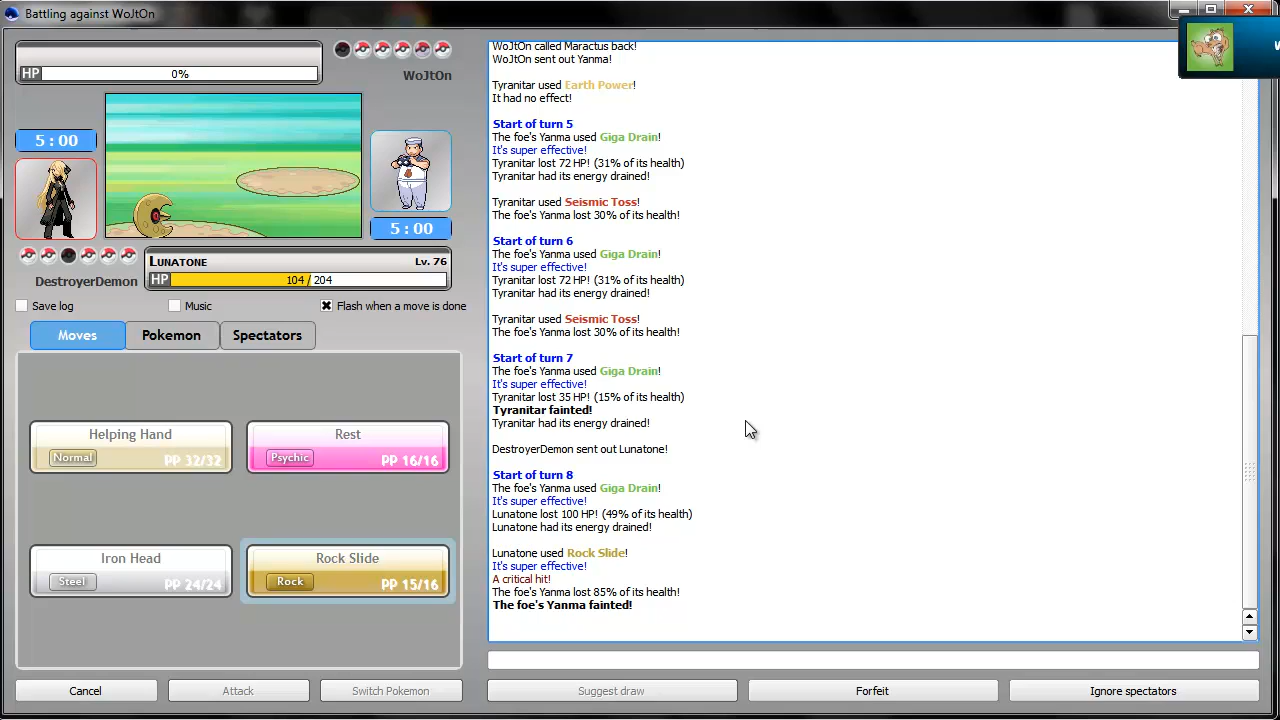 Battling against WoJtOn
HP 0%
WoJtOn
5:00
5:00
LUNATONE Lv. 76
HP 104 / 204
DestroyerDemon
Save log
Music
Flash when a move is done
Moves
Pokemon
Spectators
Helping Hand
Normal PP 32/32
Rest
Psychic PP 16/16
Iron Head
Steel PP 24/24
Rock Slide
Rock PP 15/16
Cancel
Attack
Switch Pokemon
WoJtOn called Maractus back!
WoJtOn sent out Yanma!
Tyranitar used Earth Power!
It had no effect!
Start of turn 5
The foe's Yanma used Giga Drain!
It's super effective!
Tyranitar lost 72 HP! (31% of its health)
Tyranitar had its energy drained!
Tyranitar used Seismic Toss!
The foe's Yanma lost 30% of its health!
Start of turn 6
The foe's Yanma used Giga Drain!
It's super effective!
Tyranitar lost 72 HP! (31% of its health)
Tyranitar had its energy drained!
Tyranitar used Seismic Toss!
The foe's Yanma lost 30% of its health!
Start of turn 7
The foe's Yanma used Giga Drain!
It's super effective!
Tyranitar lost 35 HP! (15% of its health)
Tyranitar fainted!
Tyranitar had its energy drained!
DestroyerDemon sent out Lunatone!
Start of turn 8
The foe's Yanma used Giga Drain!
It's super effective!
Lunatone lost 100 HP! (49% of its health)
Lunatone had its energy drained!
Lunatone used Rock Slide!
It's super effective!
A critical hit!
The foe's Yanma lost 85% of its health!
The foe's Yanma fainted!
Suggest draw
Forfeit
Ignore spectators